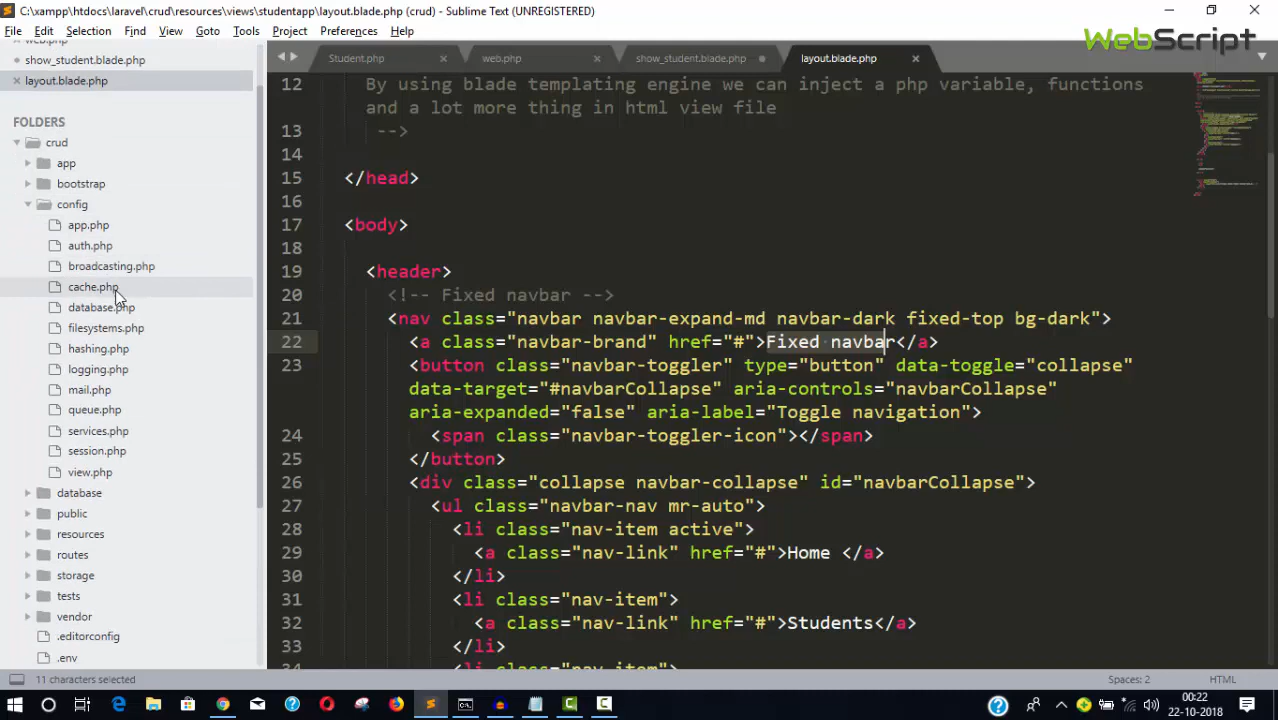 C:\xampp\htdocs\laravel\crud\resources\views\studentapp\layout.blade.php (crud) - Sublime Text (UNREGISTERED)
File Edit Selection Find View Goto Tools Project Preferences Help
WebScript
web.php
show_student.blade.php
layout.blade.php
FOLDERS
crud
app
bootstrap
config
app.php
auth.php
broadcasting.php
cache.php
database.php
filesystems.php
hashing.php
logging.php
mail.php
queue.php
services.php
session.php
view.php
database
public
resources
routes
storage
tests
vendor
.editorconfig
.env
Student.php web.php show_student.blade.php layout.blade.php
12 By using blade templating engine we can inject a php variable, functions
and a lot more thing in html view file
13 -->
14
15 </head>
16
17 <body>
18
19 <header>
20 <!-- Fixed navbar -->
21 <nav class="navbar navbar-expand-md navbar-dark fixed-top bg-dark">
22 <a class="navbar-brand" href="#">Fixed navbar</a>
23 <button class="navbar-toggler" type="button" data-toggle="collapse"
data-target="#navbarCollapse" aria-controls="navbarCollapse"
aria-expanded="false" aria-label="Toggle navigation">
24 <span class="navbar-toggler-icon"></span>
25 </button>
26 <div class="collapse navbar-collapse" id="navbarCollapse">
27 <ul class="navbar-nav mr-auto">
28 <li class="nav-item active">
29 <a class="nav-link" href="#">Home </a>
30 </li>
31 <li class="nav-item">
32 <a class="nav-link" href="#">Students</a>
33 </li>
34 <li class="nav-item">
11 characters selected Spaces: 2 HTML
00:22
22-10-2018